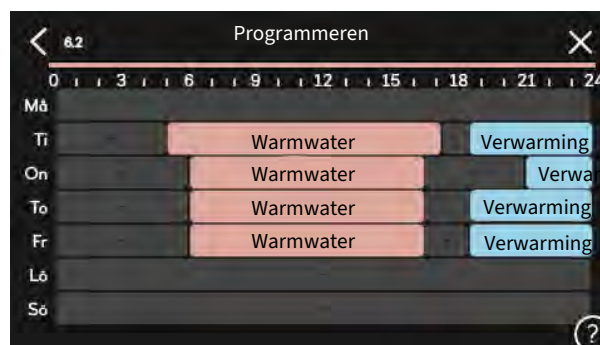 6.2 Programmeren
0 3 6 9 12 15 18 21 24
Må
Ti Warmwater Verwarming
On Warmwater Verwar
To Warmwater Verwarming
Fr Warmwater Verwarming
Lö
Sö
?